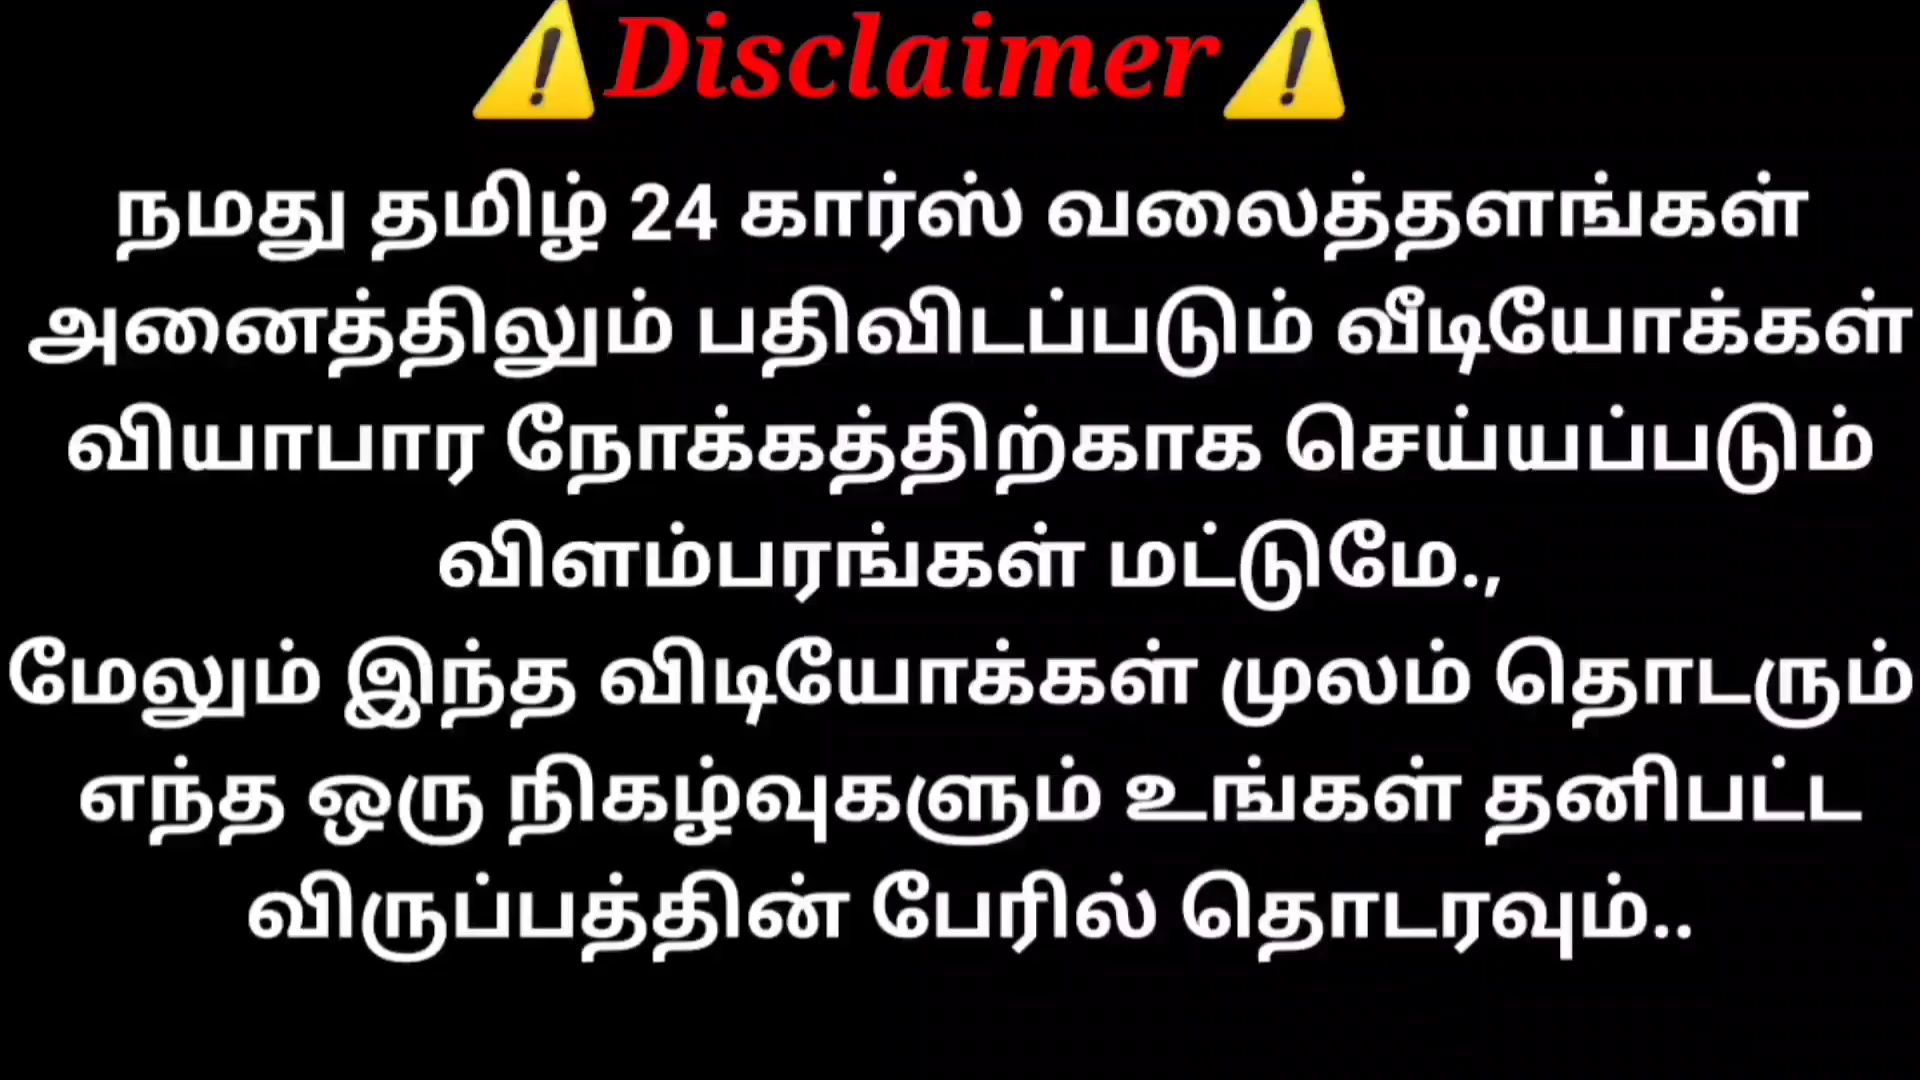 ⚠️Disclaimer⚠️
நமது தமிழ் 24 கார்ஸ் வலைத்தளங்கள்
அனைத்திலும் பதிவிடப்படும் வீடியோக்கள்
வியாபார நோக்கத்திற்காக செய்யப்படும்
விளம்பரங்கள் மட்டுமே.,
மேலும் இந்த விடியோக்கள் முலம் தொடரும்
எந்த ஒரு நிகழ்வுகளும் உங்கள் தனிபட்ட
விருப்பத்தின் பேரில் தொடரவும்..